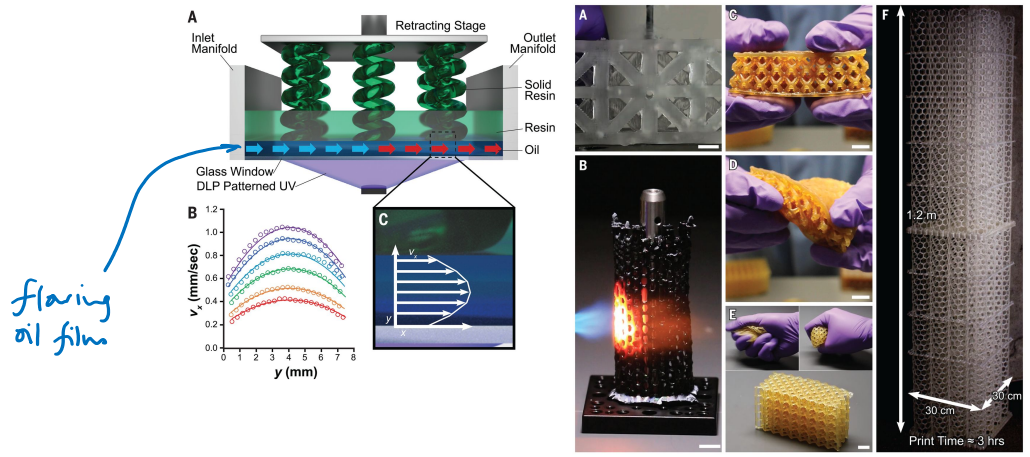 A
Retracting Stage
Inlet
Manifold
Outlet
Manifold
Solid
Resin
Resin
Oil
Glass Window
DLP Patterned UV
flowing
oil film
B
1.2
1.0
0.8
0.6
0.4
0.2
0.0
vx (mm/sec)
0 1 2 3 4 5 6 7 8
y (mm)
C
vx
y
x
A
B
C
D
E
F
1.2 m
30 cm
30 cm
Print Time ≈ 3 hrs